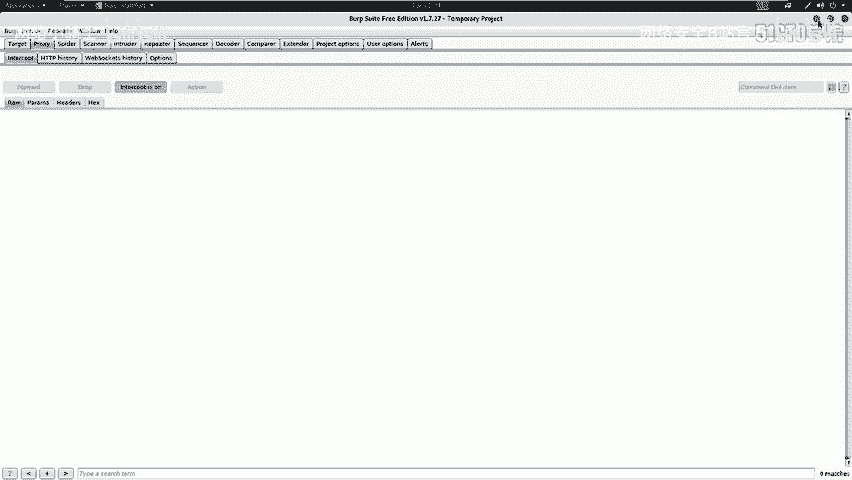 Burp Suite Free Edition v1.7.27 - Temporary Project
Burp Window Help
Target Proxy Spider Scanner Intruder Repeater Sequencer Decoder Comparer Extender Project options User options Alerts
Intercept HTTP history WebSockets history Options
Forward Drop Intercept is on Action Comment this item ?
Raw Params Headers Hex
? < + > Type a search term 0 matches